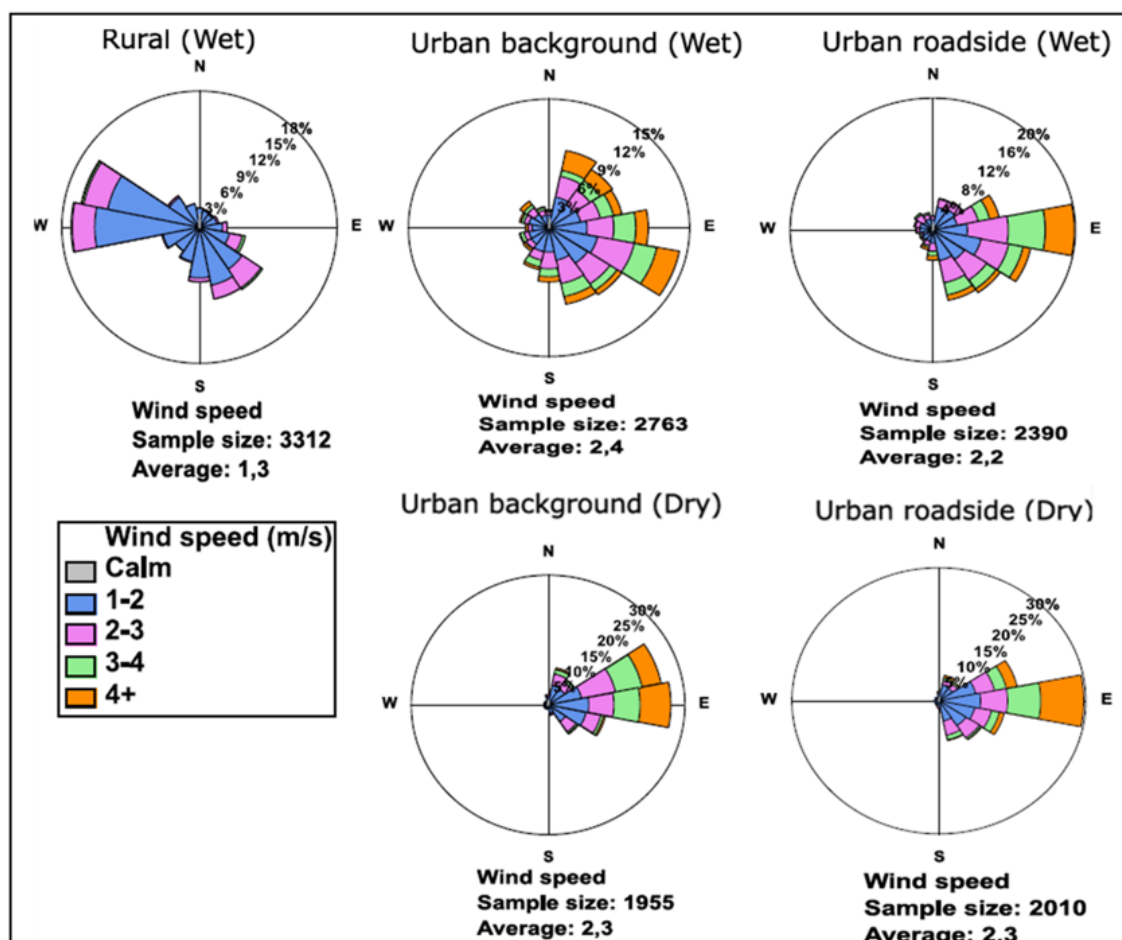 Rural (Wet)
N
18%
15%
12%
9%
6%
3%
W
E
S
Wind speed
Sample size: 3312
Average: 1,3
Urban background (Wet)
N
15%
12%
9%
6%
3%
W
E
S
Wind speed
Sample size: 2763
Average: 2,4
Urban roadside (Wet)
N
20%
16%
12%
8%
4%
W
E
S
Wind speed
Sample size: 2390
Average: 2,2
Wind speed (m/s)
Calm
1-2
2-3
3-4
4+
Urban background (Dry)
N
30%
25%
20%
15%
10%
5%
W
E
S
Wind speed
Sample size: 1955
Average: 2,3
Urban roadside (Dry)
N
30%
25%
20%
15%
10%
5%
W
E
S
Wind speed
Sample size: 2010
Average: 2,3